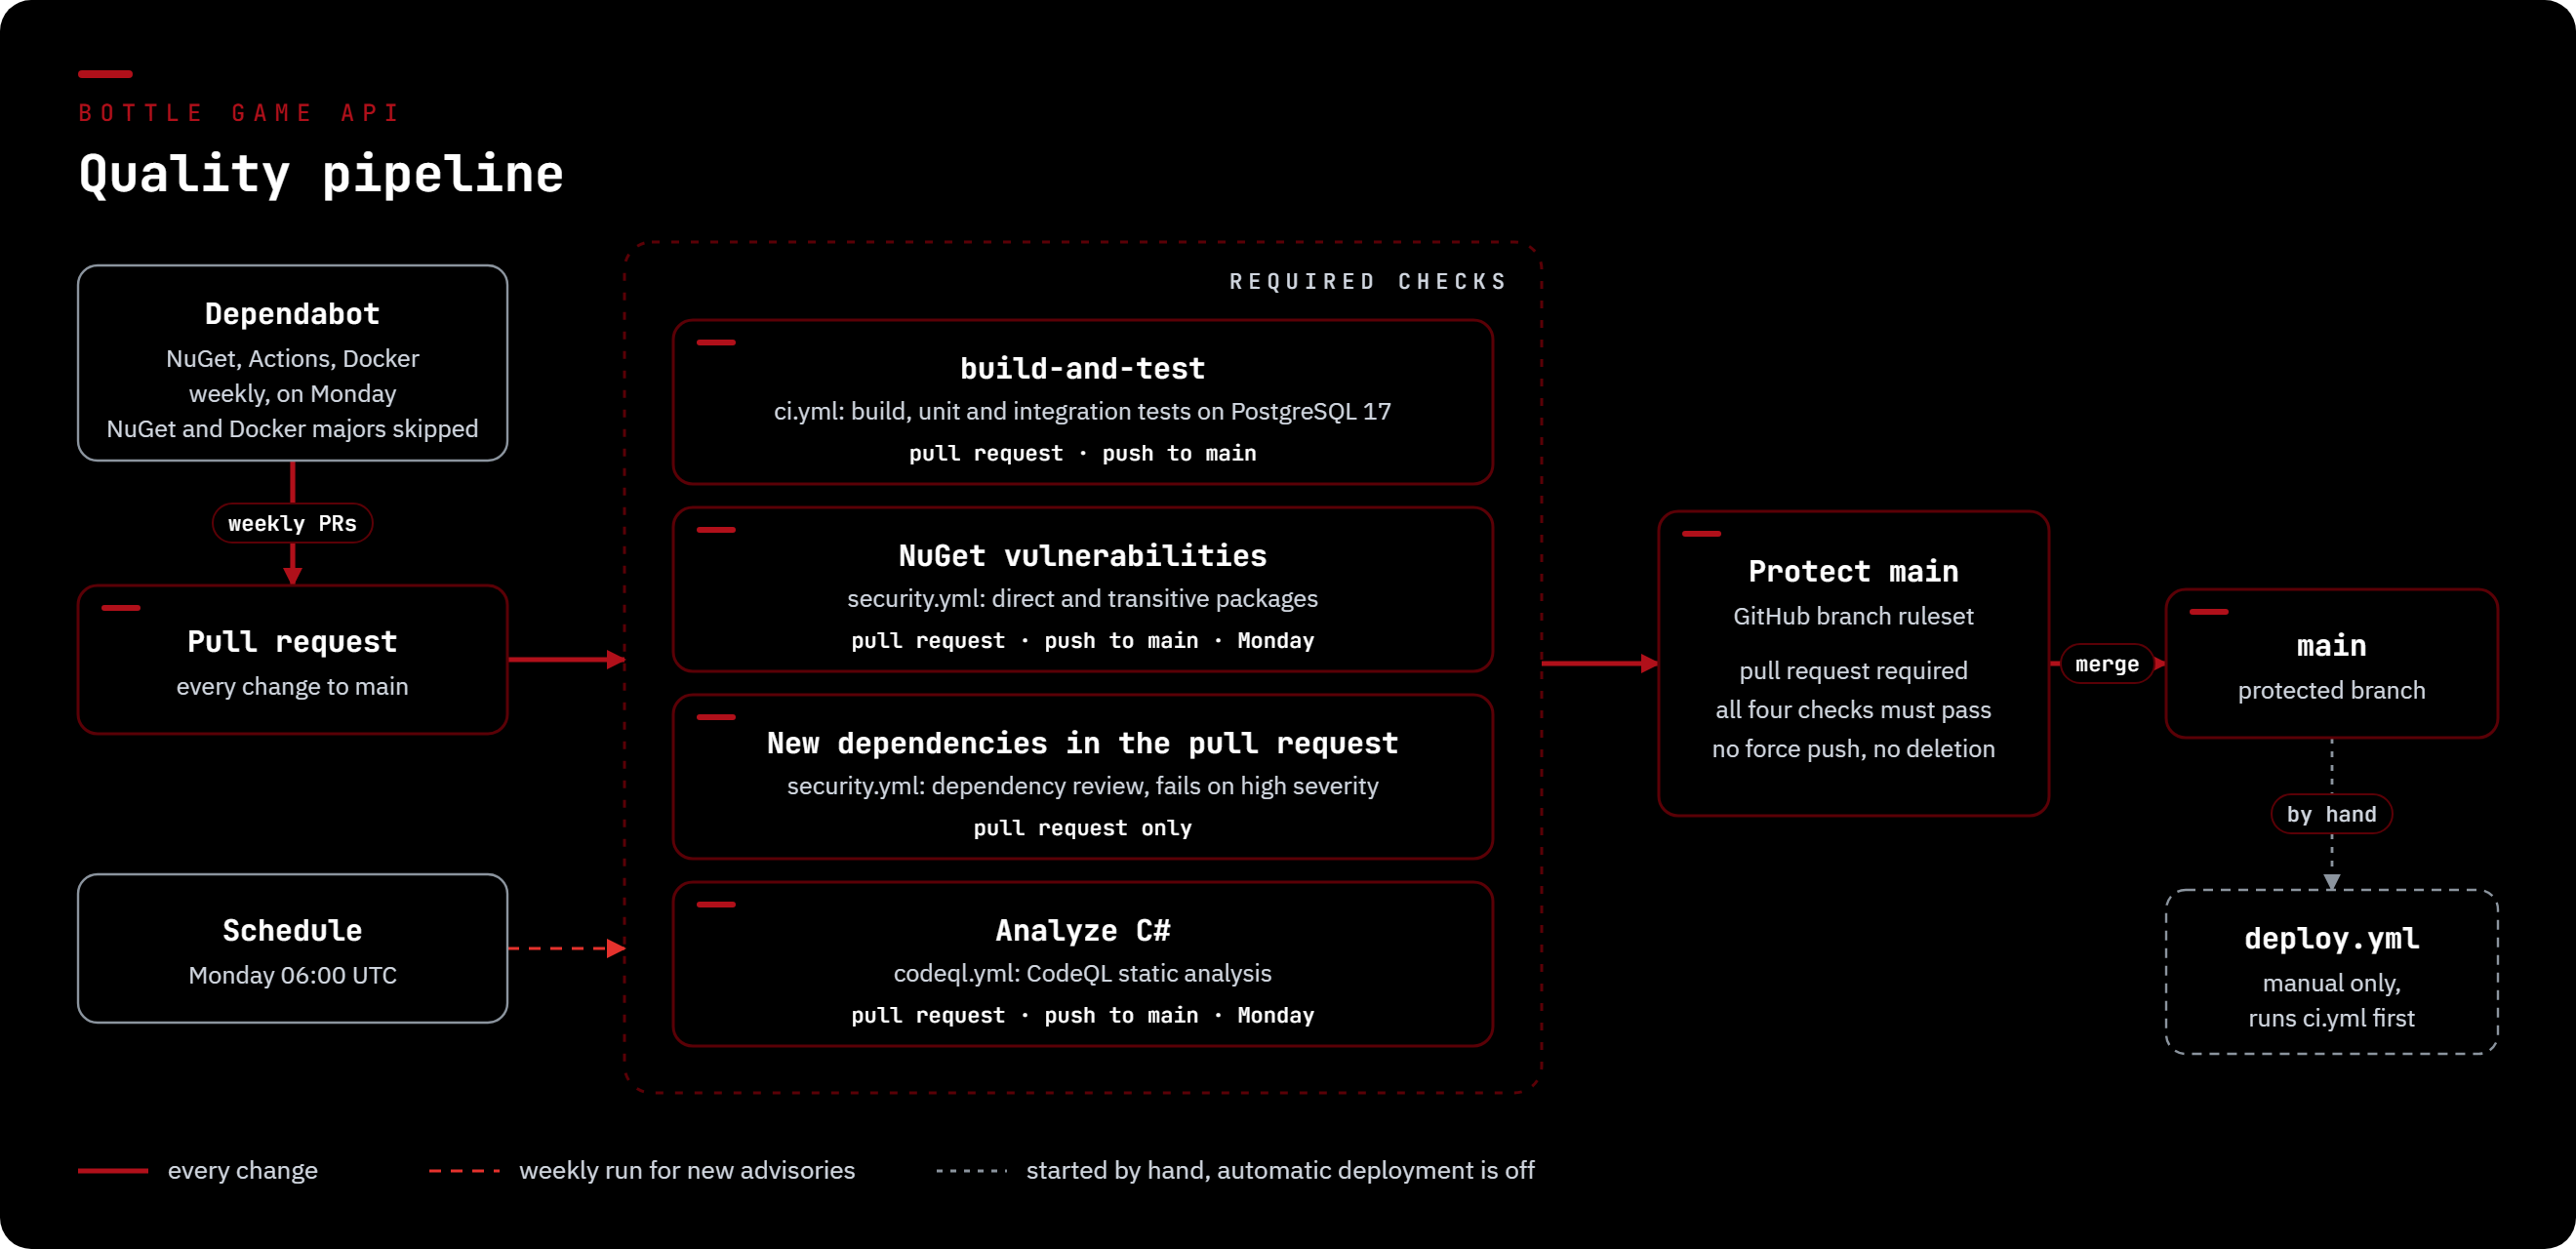 BOTTLE GAME API
Quality pipeline
Dependabot
NuGet, Actions, Docker
weekly, on Monday
NuGet and Docker majors skipped
weekly PRs
Pull request
every change to main
Schedule
Monday 06:00 UTC
REQUIRED CHECKS
build-and-test
ci.yml: build, unit and integration tests on PostgreSQL 17
pull request · push to main
NuGet vulnerabilities
security.yml: direct and transitive packages
pull request · push to main · Monday
New dependencies in the pull request
security.yml: dependency review, fails on high severity
pull request only
Analyze C#
codeql.yml: CodeQL static analysis
pull request · push to main · Monday
Protect main
GitHub branch ruleset
pull request required
all four checks must pass
no force push, no deletion
merge
main
protected branch
by hand
deploy.yml
manual only,
runs ci.yml first
every change
weekly run for new advisories
started by hand, automatic deployment is off